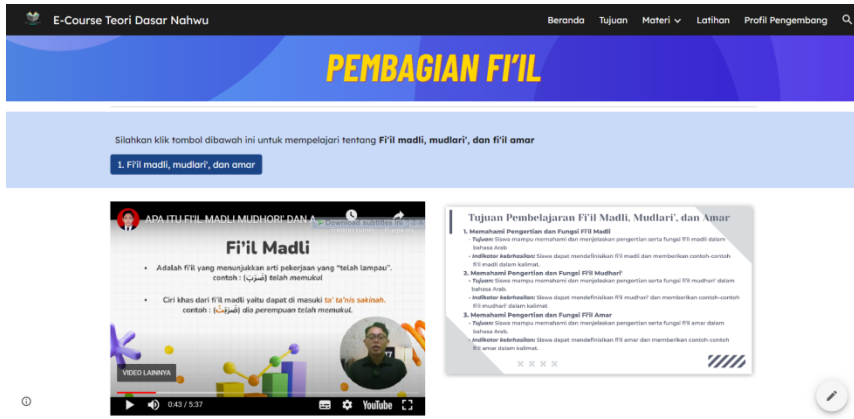 E-Course Teori Dasar Nahwu
Beranda Tujuan Materi Latihan Profil Pengembang
PEMBAGIAN FI'IL
Silahkan klik tombol dibawah ini untuk mempelajari tentang Fi'il madli, mudlari', dan fi'il amar
1. Fi'il madli, mudlari', dan amar
APA ITU FI'IL MADLI MUDHORI' DAN A...
Download subtitles
Fi'il Madli
• Adalah fi'il yang menunjukkan arti pekerjaan yang "telah lampau".
contoh : (ضَرَبَ) telah memukul
• Ciri khas dari fi'il madli yaitu dapat di masuki ta' ta'nis sakinah.
contoh : (ضَرَبَتْ) dia perempuan telah memukul.
VIDEO LAINNYA
0:43 / 5:37
YouTube
Tujuan Pembelajaran Fi'il Madli, Mudlari', dan Amar
1. Memahami Pengertian dan Fungsi Fi'il Madli
- Tujuan: Siswa mampu memahami dan menjelaskan pengertian serta fungsi fi'il madli dalam
bahasa Arab.
- Indikator keberhasilan: Siswa dapat mendefinisikan fi'il madli dan memberikan contoh-contoh
fi'il madli dalam kalimat.
2. Memahami Pengertian dan Fungsi Fi'il Mudhari'
- Tujuan: Siswa mampu memahami dan menjelaskan pengertian serta fungsi fi'il mudhari' dalam
bahasa Arab.
- Indikator keberhasilan: Siswa dapat mendefinisikan fi'il mudhari' dan memberikan contoh-contoh
fi'il mudhari' dalam kalimat
3. Memahami Pengertian dan Fungsi Fi'il Amar
- Tujuan: Siswa mampu memahami dan menjelaskan pengertian serta fungsi fi'il amar dalam
bahasa Arab.
- Indikator keberhasilan: Siswa dapat mendefinisikan fi'il amar dan memberikan contoh-contoh
fi'il amar dalam kalimat.